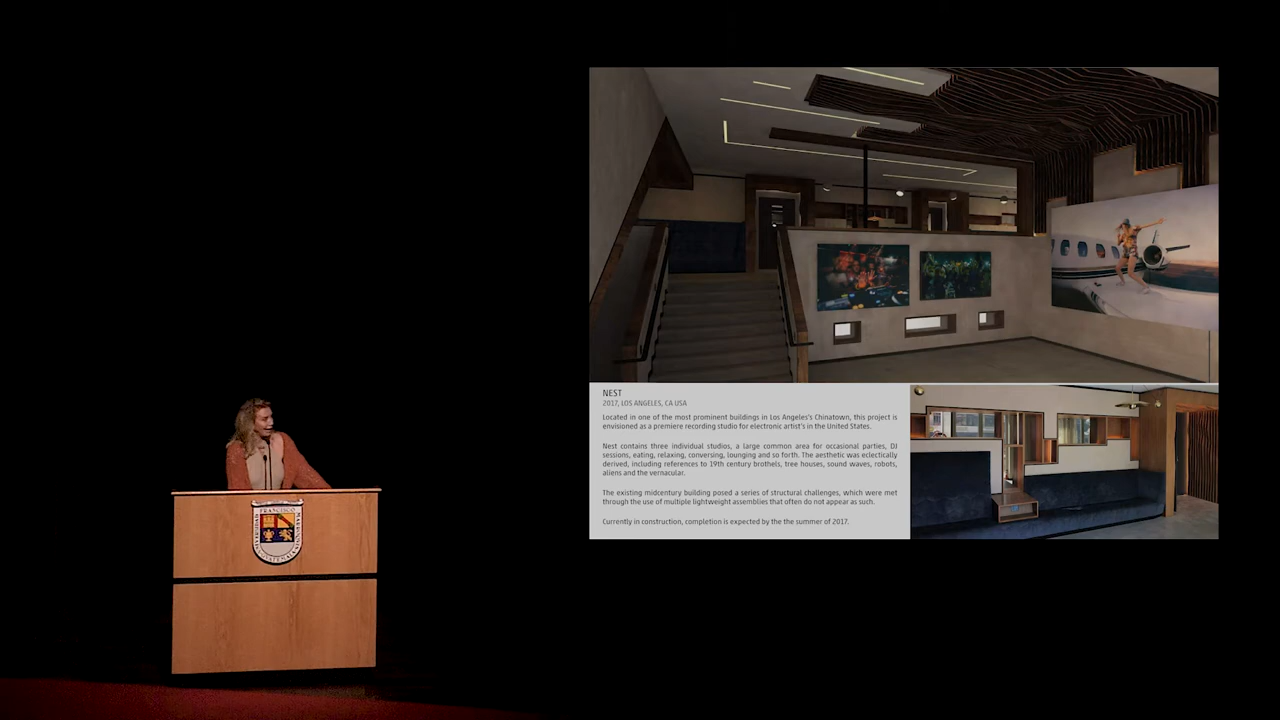 FRANCISCO
NEST
2017, LOS ANGELES, CA USA
Located in one of the most prominent buildings in Los Angeles's Chinatown, this project is
envisioned as a premiere recording studio for electronic artist's in the United States.
Nest contains three individual studios, a large common area for occasional parties, DJ
sessions, eating, relaxing, conversing, lounging and so forth. The aesthetic was eclectically
derived, including references to 19th century brothels, tree houses, sound waves, robots,
aliens and the vernacular.
The existing midcentury building posed a series of structural challenges, which were met
through the use of multiple lightweight assemblies that often do not appear as such.
Currently in construction, completion is expected by the the summer of 2017.